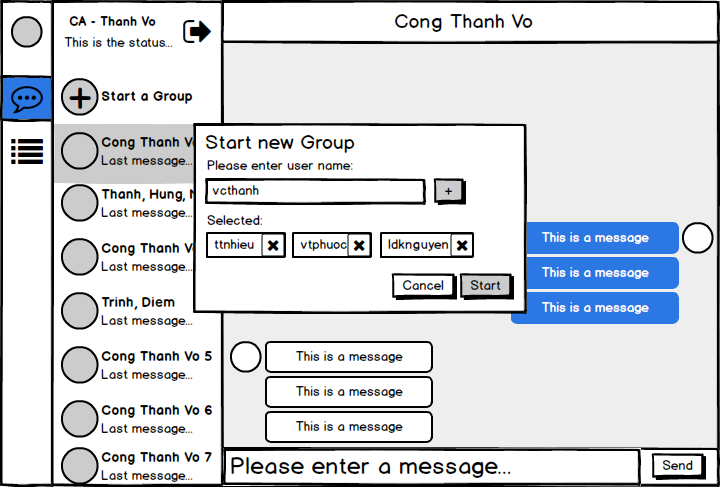 CA - Thanh Vo
This is the status...
Cong Thanh Vo
Start a Group
Cong Thanh
Last message...
Thanh, Hung,
Last message...
Cong Thanh
Last message...
Trinh, Diem
Last message...
Cong Thanh Vo 5
Last message...
Cong Thanh Vo 6
Last message...
Cong Thanh Vo 7
Last message...
Start new Group
Please enter user name:
vcthanh
+
Selected:
ttnhieu
vtphuoc
ldknguyen
Cancel
Start
This is a message
This is a message
This is a message
This is a message
This is a message
This is a message
Please enter a message...
Send